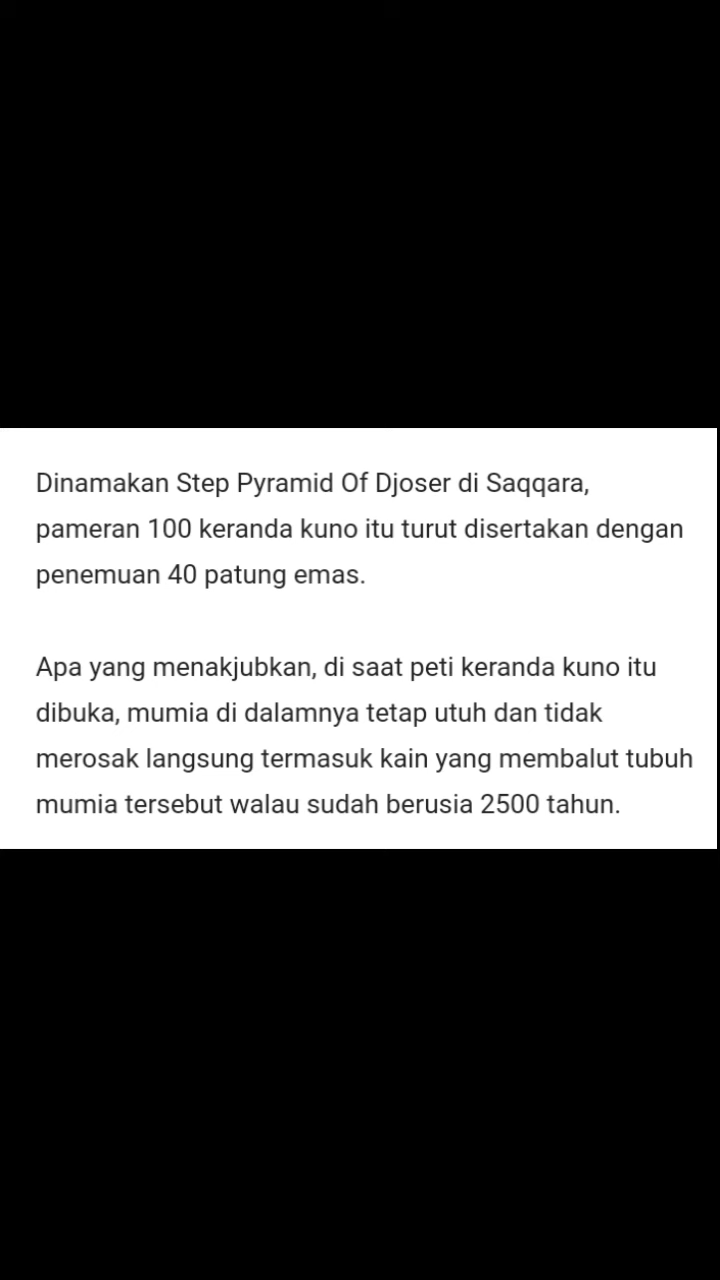 Dinamakan Step Pyramid Of Djoser di Saqqara,
pameran 100 keranda kuno itu turut disertakan dengan
penemuan 40 patung emas.
Apa yang menakjubkan, di saat peti keranda kuno itu
dibuka, mumia di dalamnya tetap utuh dan tidak
merosak langsung termasuk kain yang membalut tubuh
mumia tersebut walau sudah berusia 2500 tahun.